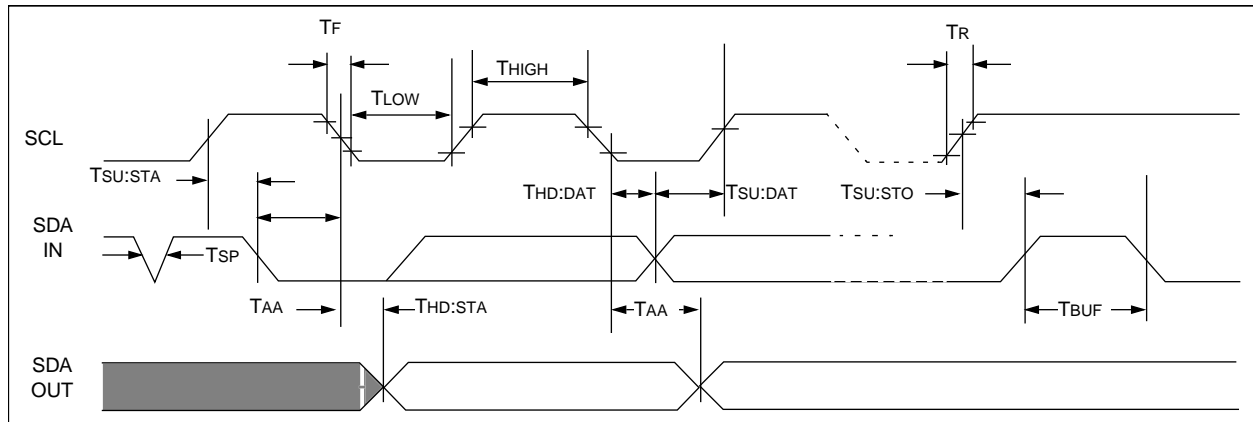 TF
TR
THIGH
TLOW
SCL
TSU:STA
THD:DAT
TSU:DAT
TSU:STO
SDA
IN
TSP
TAA
THD:STA
TAA
TBUF
SDA
OUT